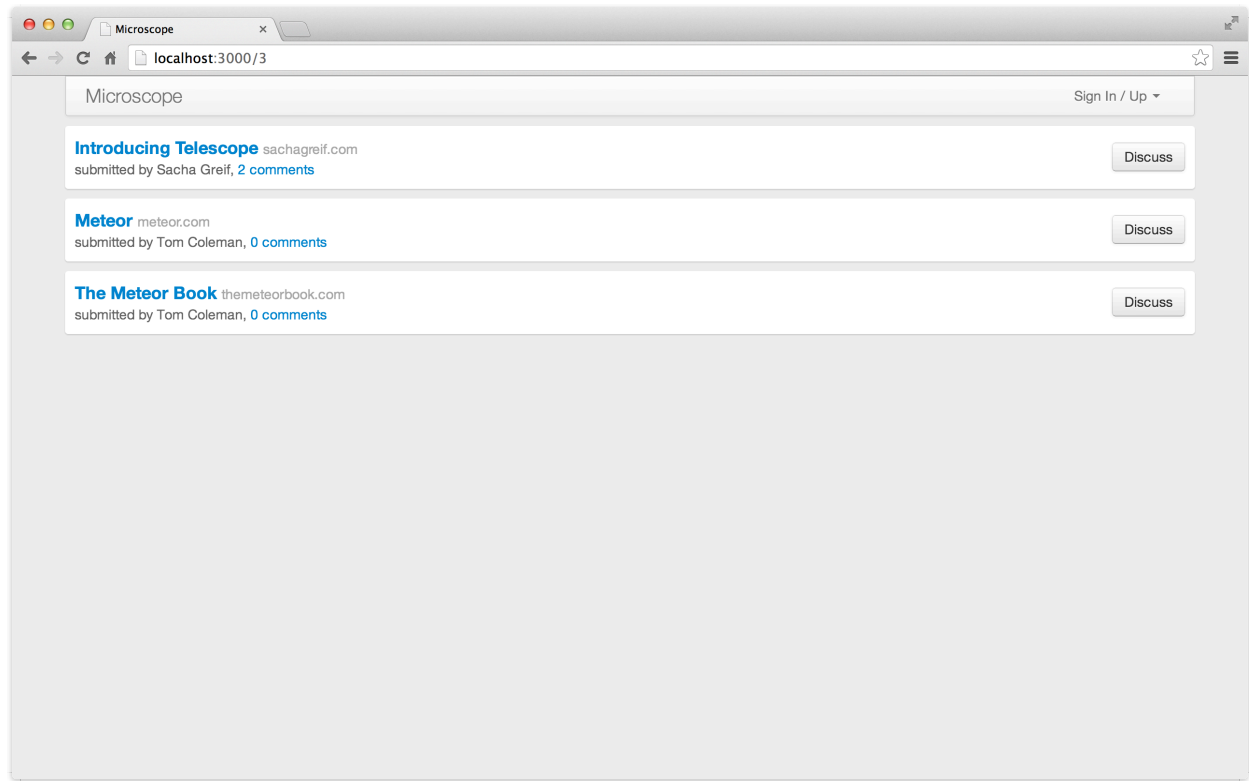 Microscope
localhost:3000/3
Microscope Sign In / Up
Introducing Telescope sachagreif.com
submitted by Sacha Greif, 2 comments
Discuss
Meteor meteor.com
submitted by Tom Coleman, 0 comments
Discuss
The Meteor Book themeteorbook.com
submitted by Tom Coleman, 0 comments
Discuss